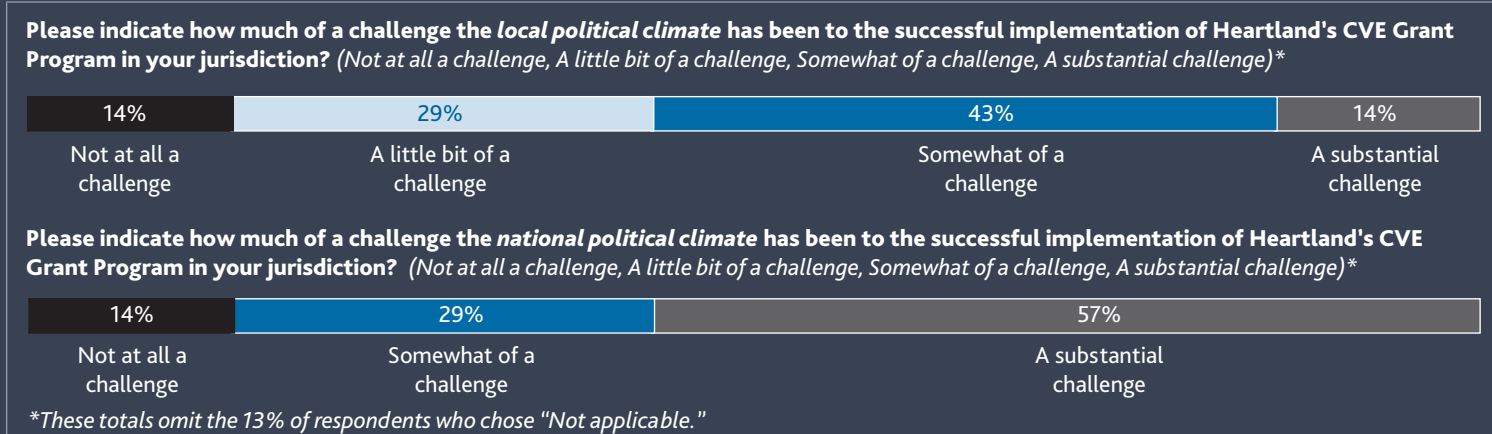 Please indicate how much of a challenge the local political climate has been to the successful implementation of Heartland's CVE Grant
Program in your jurisdiction? (Not at all a challenge, A little bit of a challenge, Somewhat of a challenge, A substantial challenge)*
14% 29% 43% 14%
Not at all a A little bit of a Somewhat of a A substantial
challenge challenge challenge challenge
Please indicate how much of a challenge the national political climate has been to the successful implementation of Heartland's CVE
Grant Program in your jurisdiction? (Not at all a challenge, A little bit of a challenge, Somewhat of a challenge, A substantial challenge)*
14% 29% 57%
Not at all a Somewhat of a A substantial
challenge challenge challenge
*These totals omit the 13% of respondents who chose “Not applicable.”